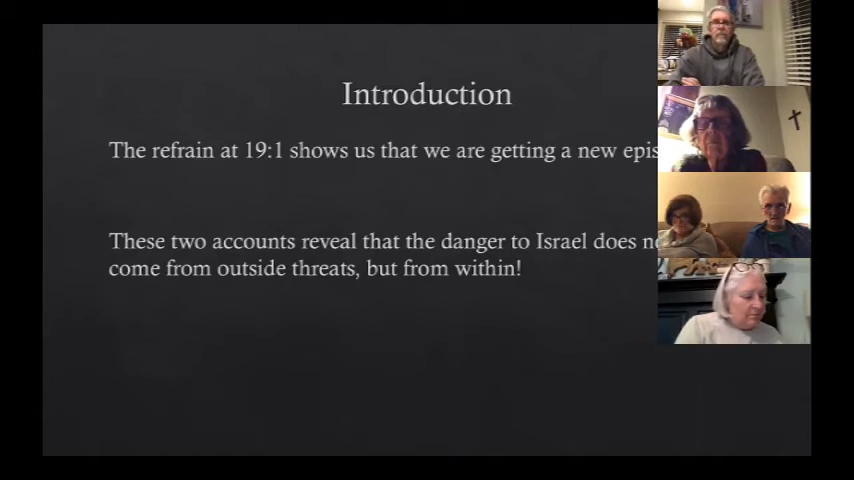 Introduction
The refrain at 19:1 shows us that we are getting a new
These two accounts reveal that the danger to Israel does
come from outside threats, but from within!